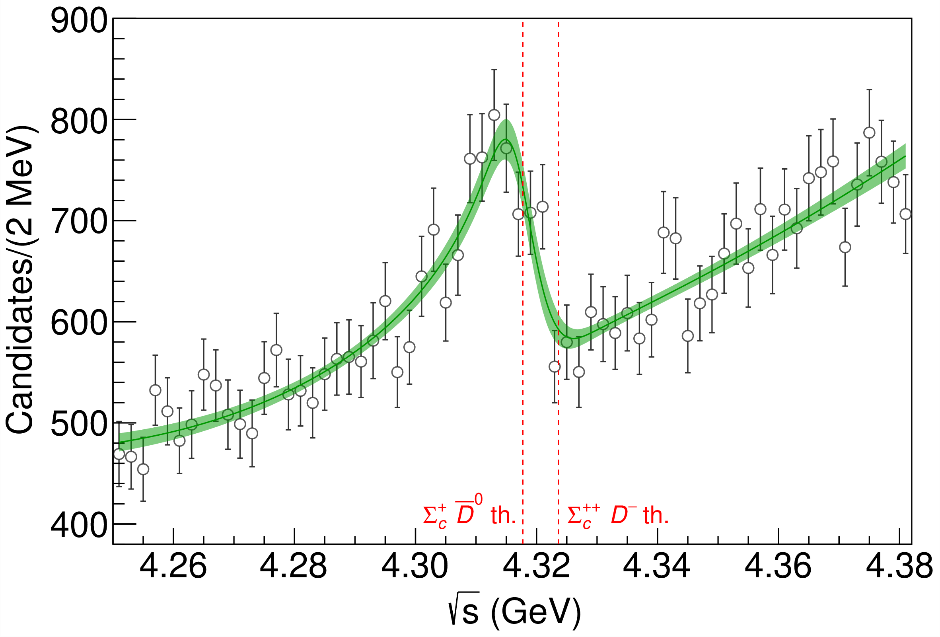 900
800
700
600
500
400
Candidates/(2 MeV)
Σc+ D̅0 th.
Σc++ D− th.
4.26 4.28 4.30 4.32 4.34 4.36 4.38
√s (GeV)